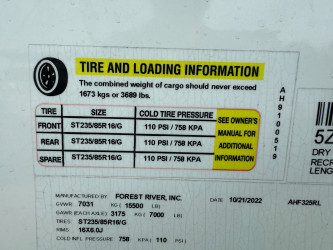 TIRE AND LOADING INFORMATION
The combined weight of cargo should never exceed
1673 kgs or 3689 lbs.
TIRE SIZE COLD TIRE PRESSURE
FRONT ST235/85R16/G 110 PSI / 758 KPA
REAR ST235/85R16/G 110 PSI / 758 KPA
SPARE ST235/85R16/G 110 PSI / 758 KPA
SEE OWNER'S
MANUAL FOR
ADDITIONAL
INFORMATION
AH9100519
5Z
DRY
RECR
LENG
MANUFACTURED BY: FOREST RIVER, INC.
GVWR: 7031 KG ( 15500 LB) 10/21/2022 AHF325RL
GAWR (EACH AXLE) 3175 KG ( 7000 LB)
TIRES: ST235/85R16/G
RIMS: 16X6.0J
COLD INFL. PRESSURE: 758 KPA ( 110 PSI)